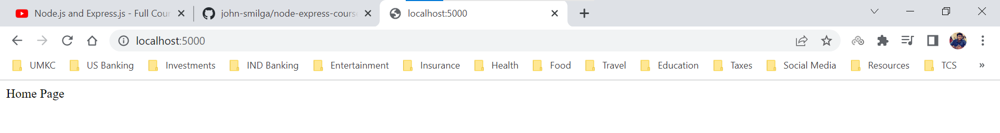 Node.js and Express.js - Full Cour
john-smilga/node-express-course
localhost:5000
localhost:5000
UMKC US Banking Investments IND Banking Entertainment Insurance Health Food Travel Education Taxes Social Media Resources TCS »
Home Page